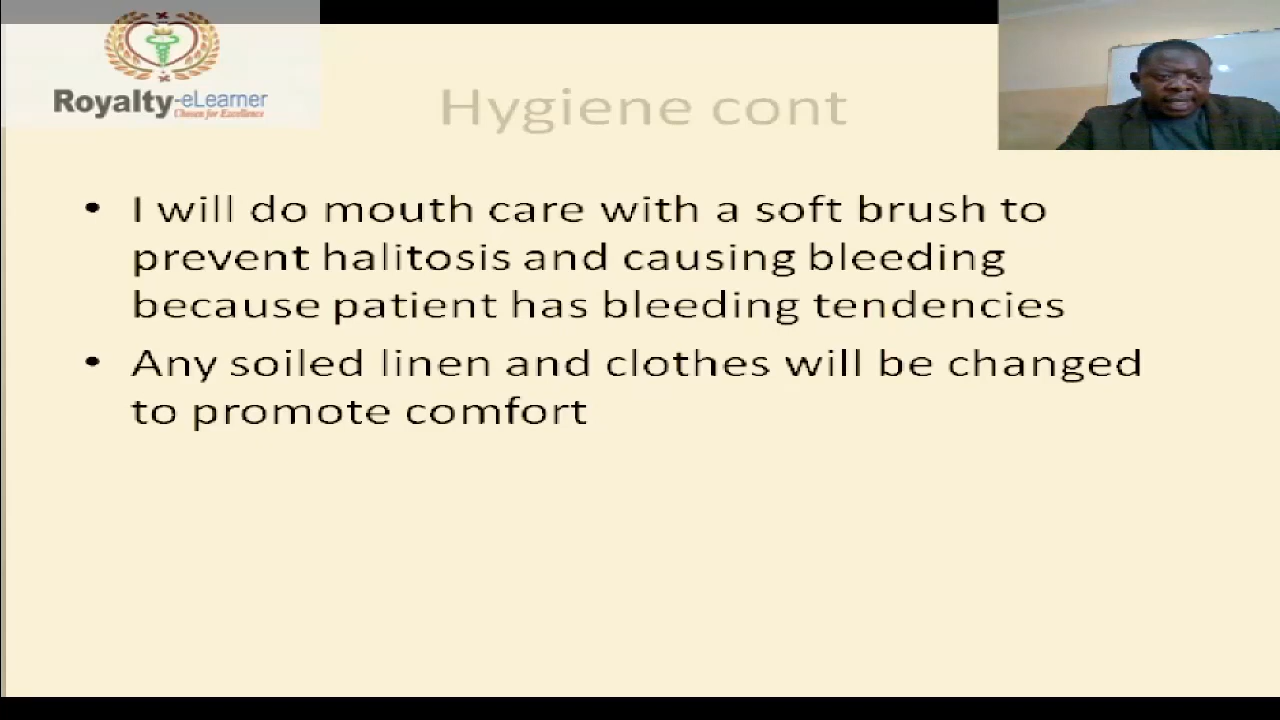 Royalty-eLearner
Chosen for Excellence
Hygiene cont
• I will do mouth care with a soft brush to
prevent halitosis and causing bleeding
because patient has bleeding tendencies
• Any soiled linen and clothes will be changed
to promote comfort